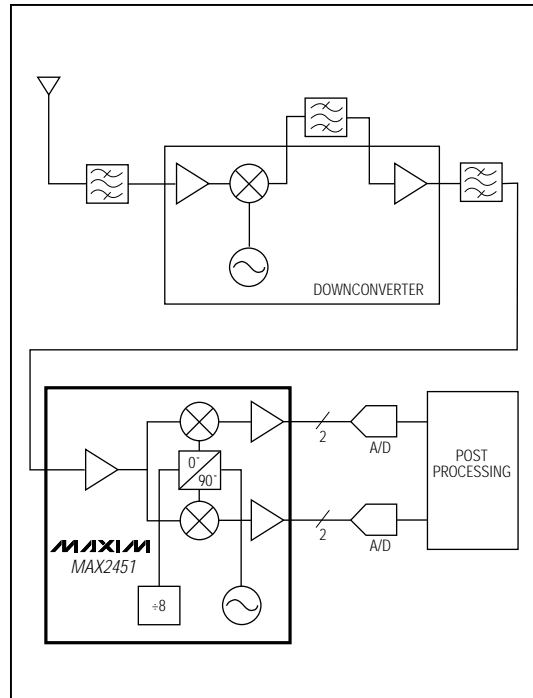 DOWNCONVERTER
0°
90°
2
A/D
POST
PROCESSING
2
A/D
MAXIM
MAX2451
÷8